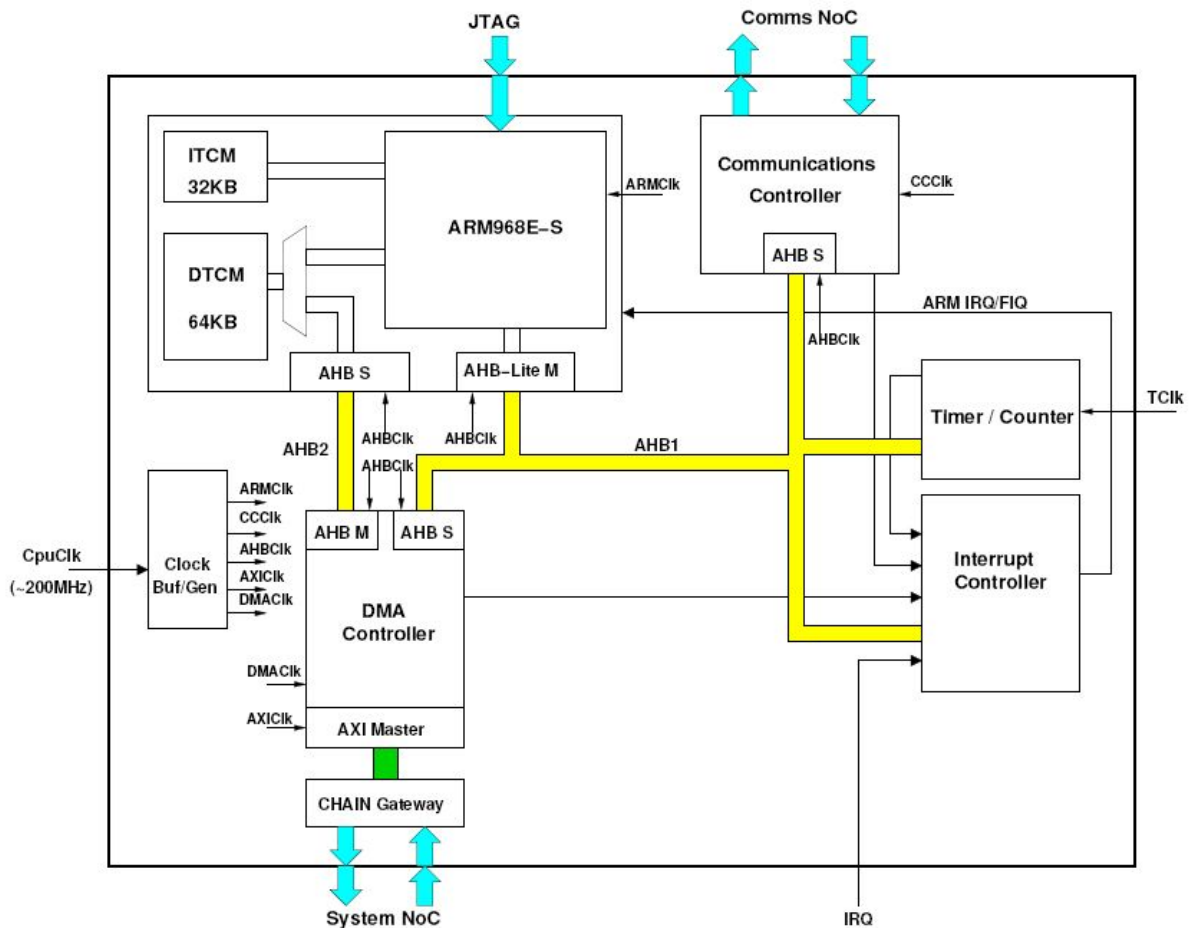 JTAG
Comms NoC
ITCM
32KB
ARM968E-S
ARMClk
Communications
Controller
CCClk
DTCM
64KB
AHB S
AHBClk
ARM IRQ/FIQ
AHB S
AHB-Lite M
AHBClk
AHBClk
Timer / Counter
TClk
AHB2
AHB1
AHBClk
CpuClk
(~200MHz)
Clock
Buf/Gen
ARMClk
CCClk
AHBClk
AXIClk
DMAClk
AHB M
AHB S
DMA
Controller
Interrupt
Controller
DMAClk
AXIClk
AXI Master
CHAIN Gateway
System NoC
IRQ